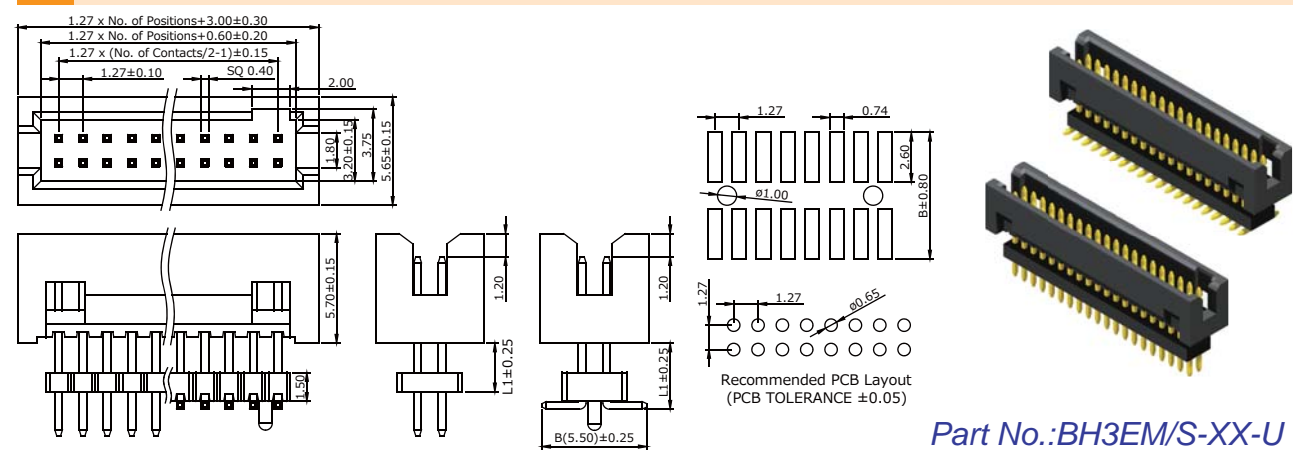 1.27 x No. of Positions+3.00±0.30
1.27 x No. of Positions+0.60±0.20
1.27 x (No. of Contacts/2-1)±0.15
1.27±0.10
SQ 0.40
2.00
1.80
3.20±0.15
3.75
5.65±0.15
1.27
0.74
2.60
ø1.00
B±0.80
5.70±0.15
1.20
1.20
1.50
L1±0.25
L1±0.25
B(5.50)±0.25
1.27
1.27
ø0.65
Recommended PCB Layout
(PCB TOLERANCE ±0.05)
Part No.:BH3EM/S-XX-U